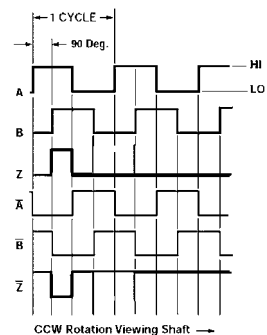 1 CYCLE
90 Deg.
HI
A
LO
B
Z
A̅
B̅
Z̅
CCW Rotation Viewing Shaft →